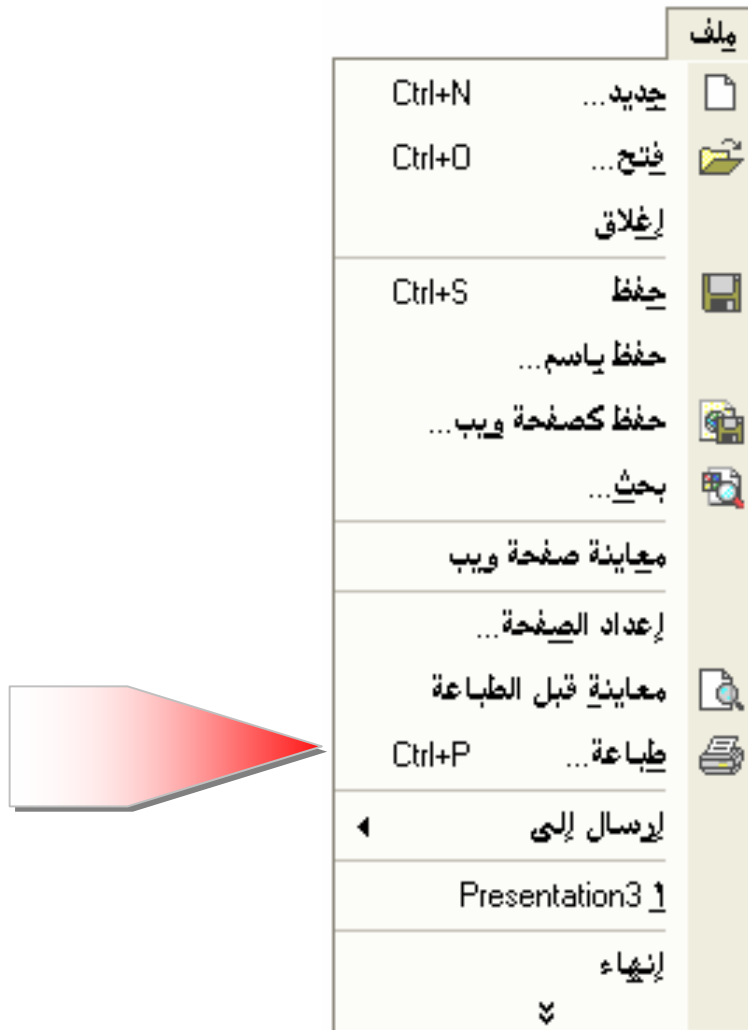 ملف
جديد... Ctrl+N
فتح... Ctrl+O
إغلاق
حفظ Ctrl+S
حفظ باسم...
حفظ كصفحة ويب...
بحث...
معاينة صفحة ويب
إعداد الصفحة...
معاينة قبل الطباعة
طباعة... Ctrl+P
إرسال إلى
1 Presentation3
إنهاء